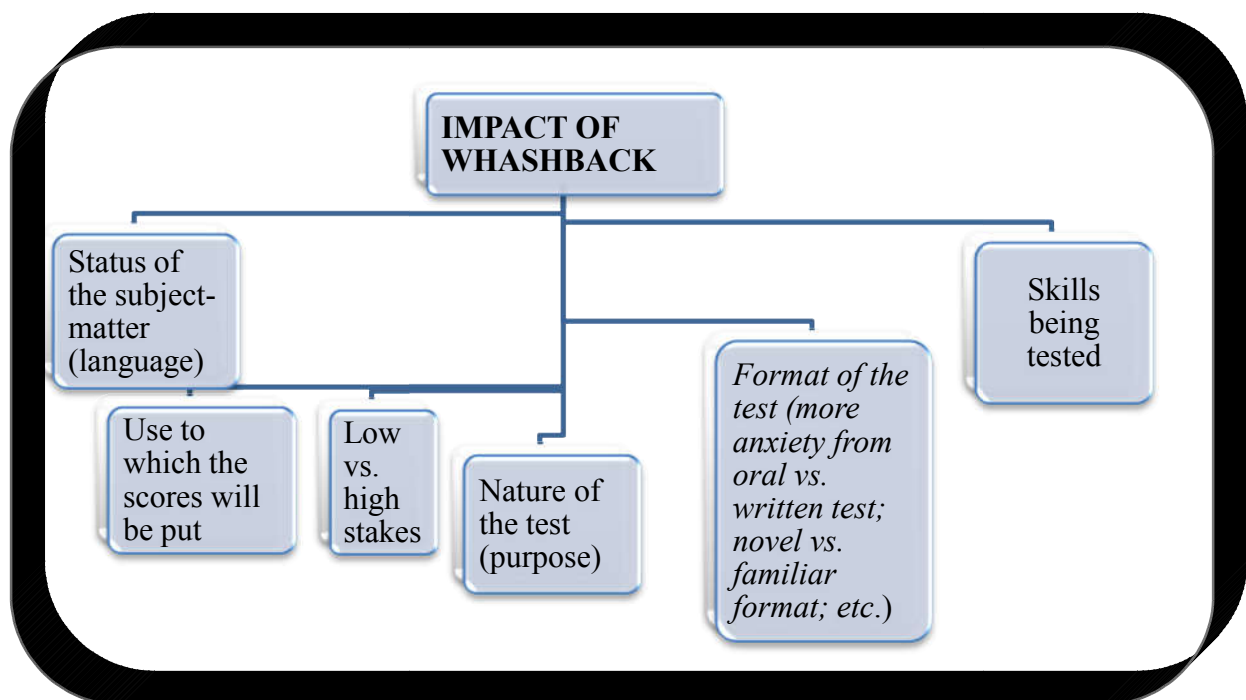 IMPACT OF
WHASHBACK
Status of
the subject-
matter
(language)
Skills
being
tested
Use to
which the
scores will
be put
Low
vs.
high
stakes
Nature of
the test
(purpose)
Format of the
test (more
anxiety from
oral vs.
written test;
novel vs.
familiar
format; etc.)